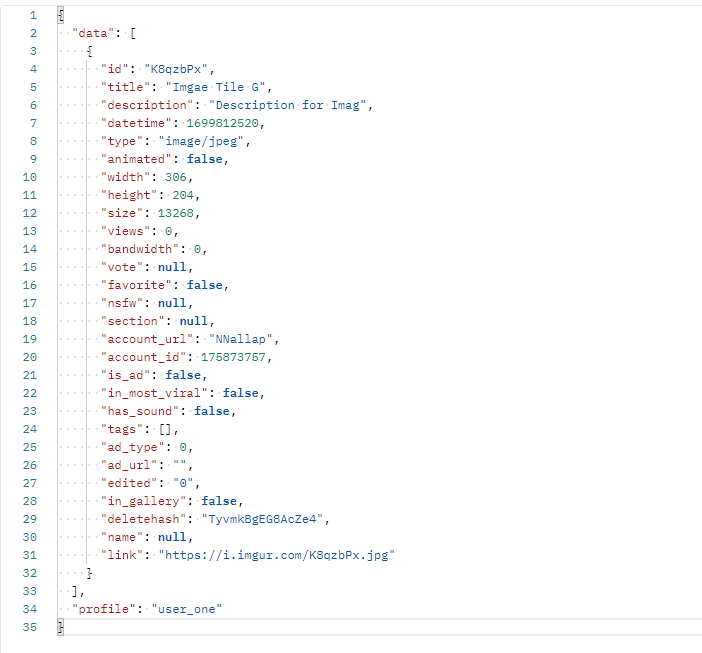 1 {
2 "data": [
3 {
4 "id": "K8qzbPx",
5 "title": "Imgae Tile G",
6 "description": "Description for Imag",
7 "datetime": 1699812520,
8 "type": "image/jpeg",
9 "animated": false,
10 "width": 306,
11 "height": 204,
12 "size": 13268,
13 "views": 0,
14 "bandwidth": 0,
15 "vote": null,
16 "favorite": false,
17 "nsfw": null,
18 "section": null,
19 "account_url": "NNallap",
20 "account_id": 175873757,
21 "is_ad": false,
22 "in_most_viral": false,
23 "has_sound": false,
24 "tags": [],
25 "ad_type": 0,
26 "ad_url": "",
27 "edited": "0",
28 "in_gallery": false,
29 "deletehash": "TyvmkBgEG8AcZe4",
30 "name": null,
31 "link": "https://i.imgur.com/K8qzbPx.jpg"
32 }
33 ],
34 "profile": "user_one"
35 }